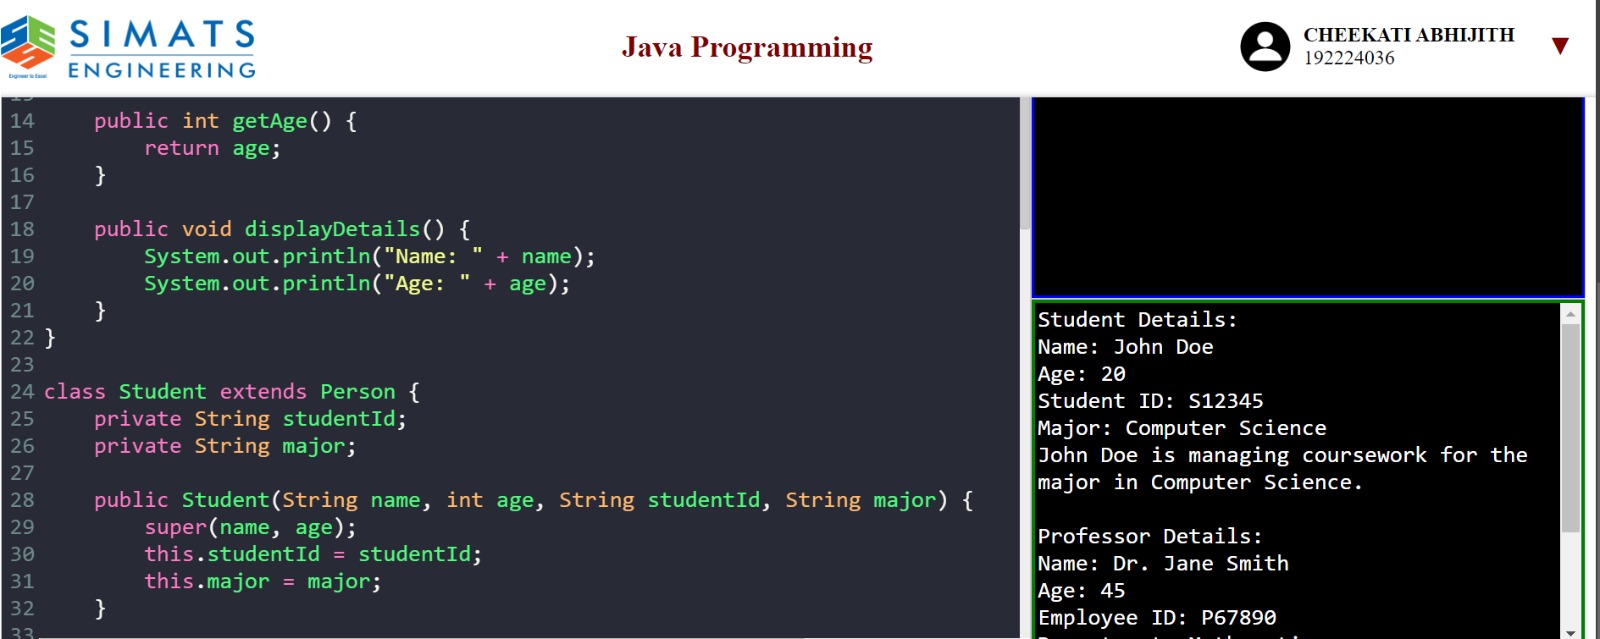 SIMATS
ENGINEERING
Engineer to Excel
Java Programming
CHEEKATI ABHIJITH
192224036
14     public int getAge() {
15         return age;
16     }
17
18     public void displayDetails() {
19         System.out.println("Name: " + name);
20         System.out.println("Age: " + age);
21     }
22 }
23
24 class Student extends Person {
25     private String studentId;
26     private String major;
27
28     public Student(String name, int age, String studentId, String major) {
29         super(name, age);
30         this.studentId = studentId;
31         this.major = major;
32     }
33
Student Details:
Name: John Doe
Age: 20
Student ID: S12345
Major: Computer Science
John Doe is managing coursework for the
major in Computer Science.

Professor Details:
Name: Dr. Jane Smith
Age: 45
Employee ID: P67890